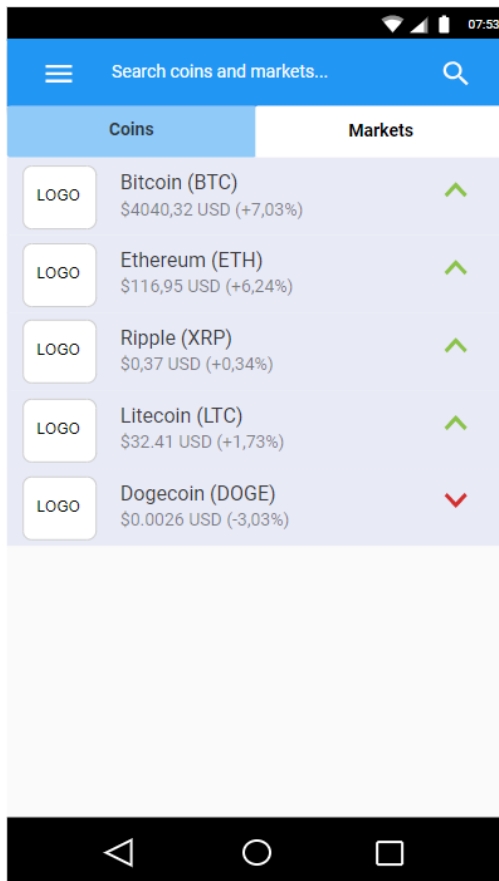 07:53
Search coins and markets...
Coins
Markets
LOGO
Bitcoin (BTC)
$4040,32 USD (+7,03%)
LOGO
Ethereum (ETH)
$116,95 USD (+6,24%)
LOGO
Ripple (XRP)
$0,37 USD (+0,34%)
LOGO
Litecoin (LTC)
$32.41 USD (+1,73%)
LOGO
Dogecoin (DOGE)
$0.0026 USD (-3,03%)